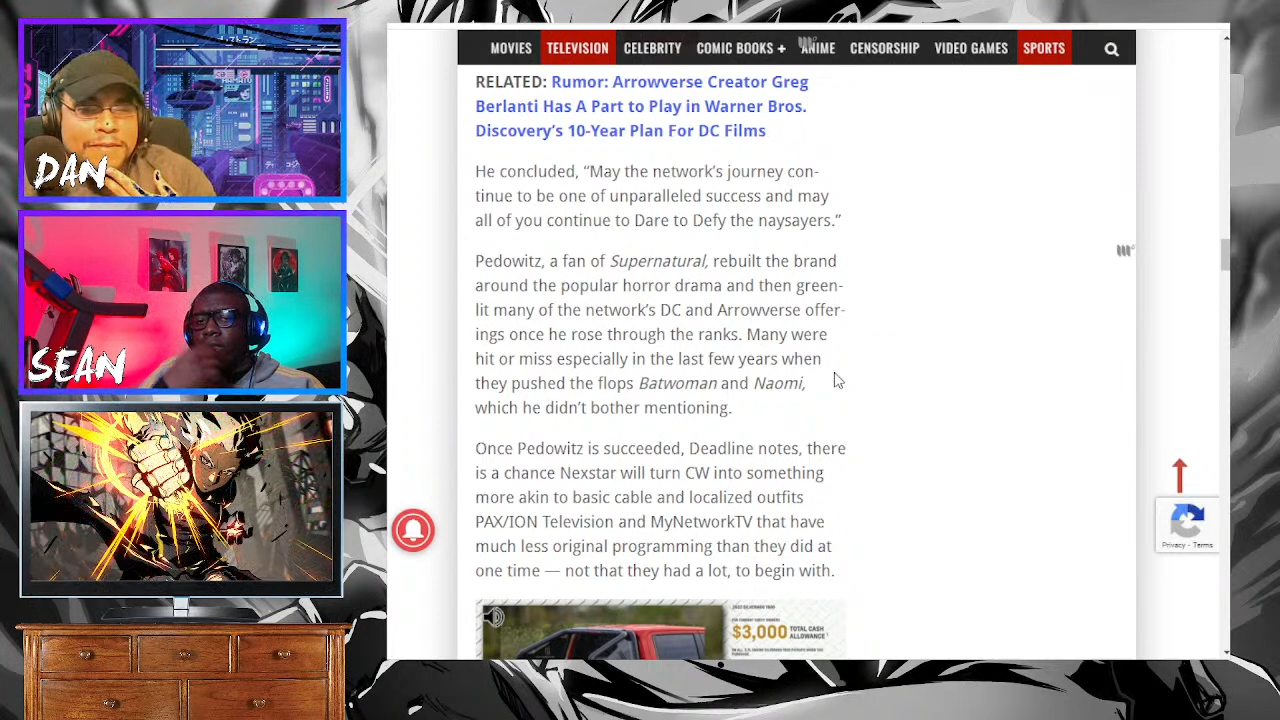 DAN
SEAN
MOVIES TELEVISION CELEBRITY COMIC BOOKS + ANIME CENSORSHIP VIDEO GAMES SPORTS
RELATED: Rumor: Arrowverse Creator Greg
Berlanti Has A Part to Play in Warner Bros.
Discovery’s 10-Year Plan For DC Films
He concluded, “May the network’s journey con-
tinue to be one of unparalleled success and may
all of you continue to Dare to Defy the naysayers.”
Pedowitz, a fan of Supernatural, rebuilt the brand
around the popular horror drama and then green-
lit many of the network’s DC and Arrowverse offer-
ings once he rose through the ranks. Many were
hit or miss especially in the last few years when
they pushed the flops Batwoman and Naomi,
which he didn’t bother mentioning.
Once Pedowitz is succeeded, Deadline notes, there
is a chance Nexstar will turn CW into something
more akin to basic cable and localized outfits
PAX/ION Television and MyNetworkTV that have
much less original programming than they did at
one time — not that they had a lot, to begin with.
$3,000 TOTAL CASH
ALLOWANCE
Privacy - Terms